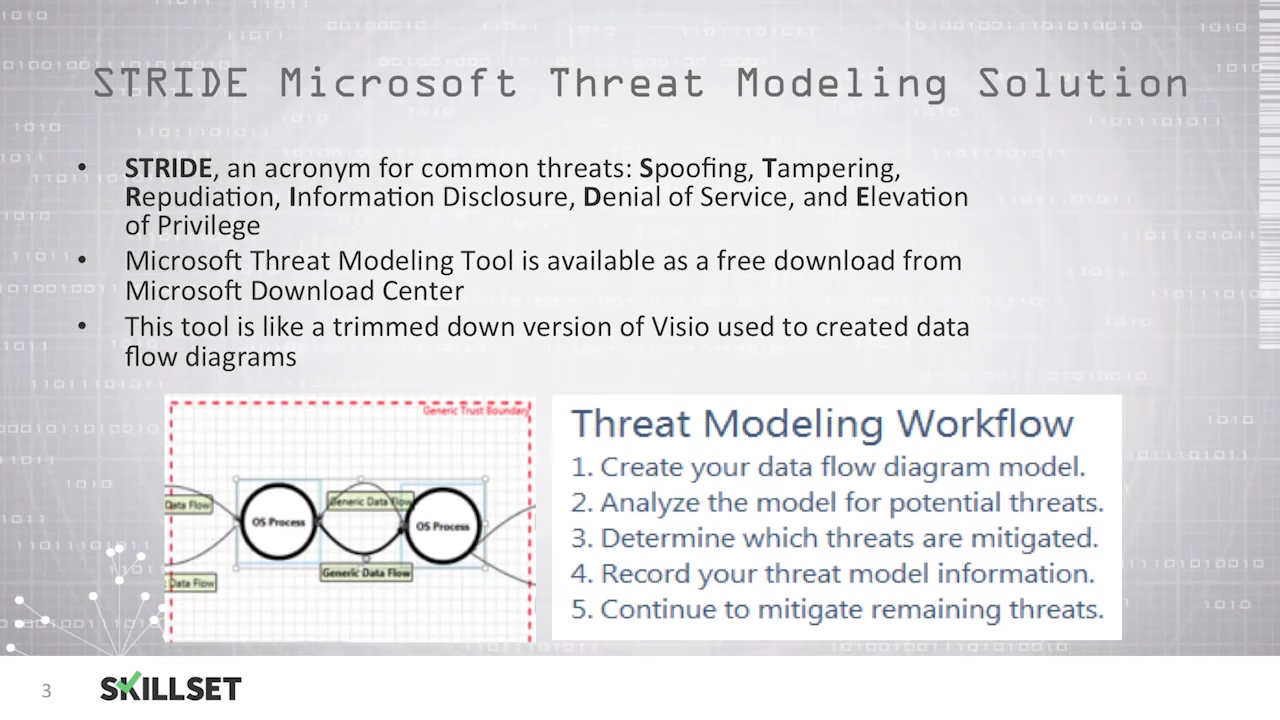 STRIDE Microsoft Threat Modeling Solution
• STRIDE, an acronym for common threats: Spoofing, Tampering,
Repudiation, Information Disclosure, Denial of Service, and Elevation
of Privilege
• Microsoft Threat Modeling Tool is available as a free download from
Microsoft Download Center
• This tool is like a trimmed down version of Visio used to created data
flow diagrams
Generic Trust Boundary
Data Flow
Generic Data Flow
OS Process
OS Process
Generic Data Flow
Data Flow
Threat Modeling Workflow
1. Create your data flow diagram model.
2. Analyze the model for potential threats.
3. Determine which threats are mitigated.
4. Record your threat model information.
5. Continue to mitigate remaining threats.
3
SKILLSET